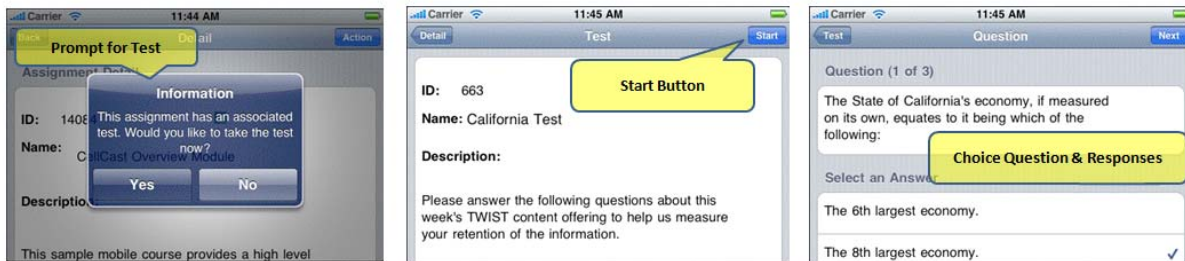 Carrier 11:44 AM
Back Detail Action
Prompt for Test
Assignment Detail
Information
This assignment has an associated
test. Would you like to take the test
now?
Yes No
ID: 1408
Name:
CellCast Overview Module
Description:
This sample mobile course provides a high level
Carrier 11:45 AM
Detail Test Start
Start Button
ID: 663
Name: California Test
Description:
Please answer the following questions about this
week's TWIST content offering to help us measure
your retention of the information.
Carrier 11:45 AM
Test Question Next
Question (1 of 3)
The State of California's economy, if measured
on its own, equates to it being which of the
following:
Choice Question & Responses
Select an Answer
The 6th largest economy.
The 8th largest economy.